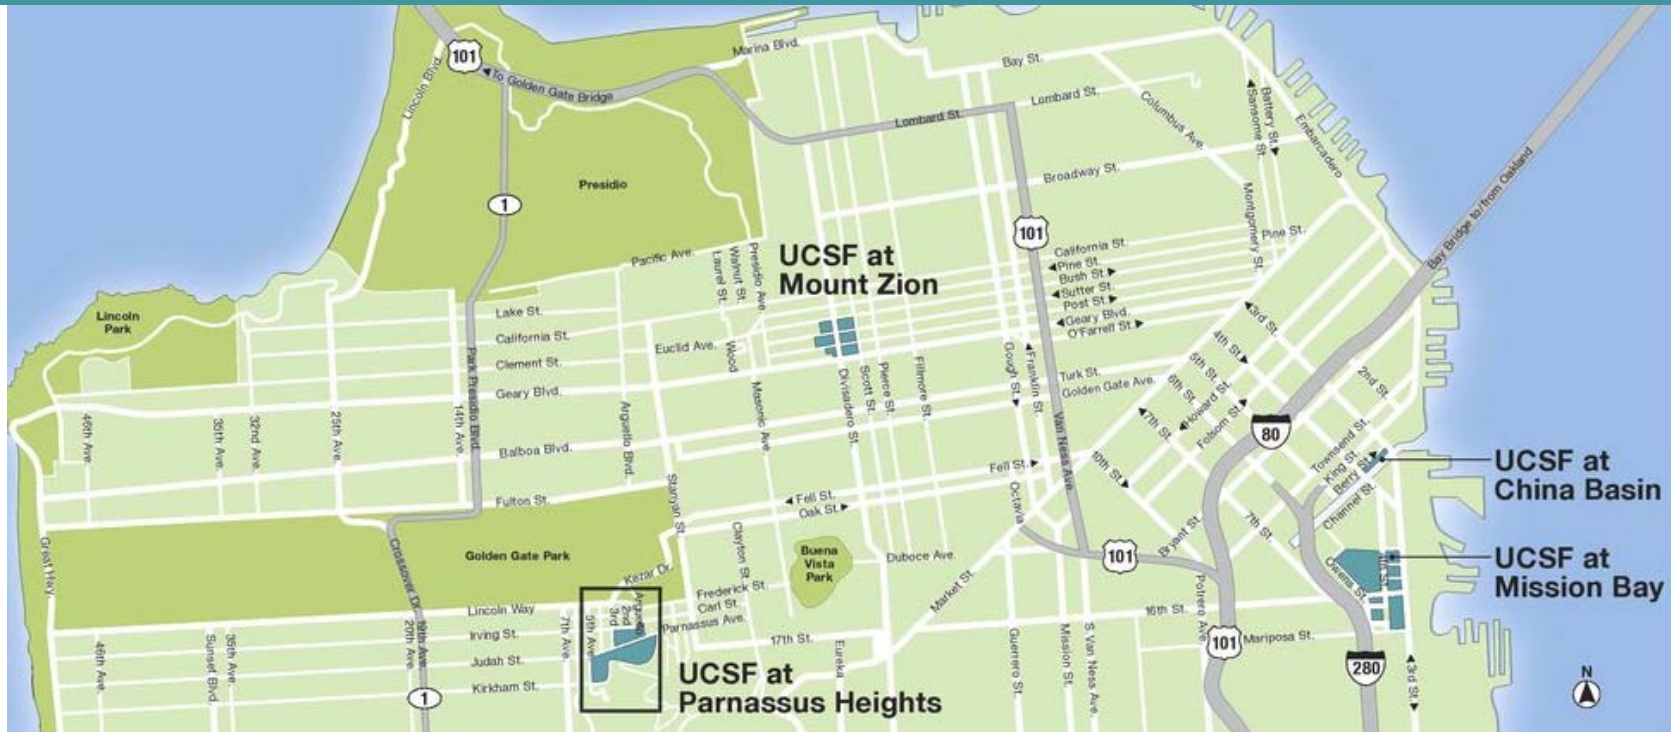 101
To Golden Gate Bridge
Lincoln Blvd.
Marina Blvd.
Bay St.
Lombard St.
Lombard St.
Columbus Ave.
Battery St.
Sansome St.
Embarcadero
Presidio
1
Broadway St.
Montgomery St.
Bay Bridge to/from Oakland
101
UCSF at
Mount Zion
Pacific Ave.
Laurel St.
Walnut St.
Presidio Ave.
California St.
Pine St.
Pine St.
Bush St.
Sutter St.
Post St.
Geary Blvd.
O'Farrell St.
Lincoln
Park
Lake St.
California St.
Clement St.
Geary Blvd.
Euclid Ave.
Wood
Park Presidio Blvd.
Masonic Ave.
Divisadero St.
Scott St.
Pierce St.
Fillmore St.
Gough St.
Franklin St.
Van Ness Ave.
Turk St.
Golden Gate Ave.
3rd St.
4th St.
5th St.
6th St.
7th St.
Howard St.
Folsom St.
2nd St.
80
46th Ave.
35th Ave.
32nd Ave.
25th Ave.
14th Ave.
Arguello Blvd.
Balboa Blvd.
Fulton St.
Stanyan St.
Fell St.
Fell St.
Oak St.
Octavia
10th St.
Townsend St.
King St.
Berry St.
Channel St.
UCSF at
China Basin
Great Hwy.
Golden Gate Park
Crossover Dr.
Kezar Dr.
Clayton St.
Buena
Vista
Park
Duboce Ave.
Market St.
101
Bryant St.
7th St.
Owens St.
4th St.
UCSF at
Mission Bay
Lincoln Way
Irving St.
Judah St.
Kirkham St.
46th Ave.
Sunset Blvd.
35th Ave.
20th Ave.
19th Ave.
1
7th Ave.
5th Ave.
3rd
2nd
Frederick St.
Carl St.
Parnassus Ave.
17th St.
Eureka
UCSF at
Parnassus Heights
Guerrero St.
Mission St.
S Van Ness Ave.
Potrero Ave.
16th St.
101
Mariposa St.
280
3rd St.
N